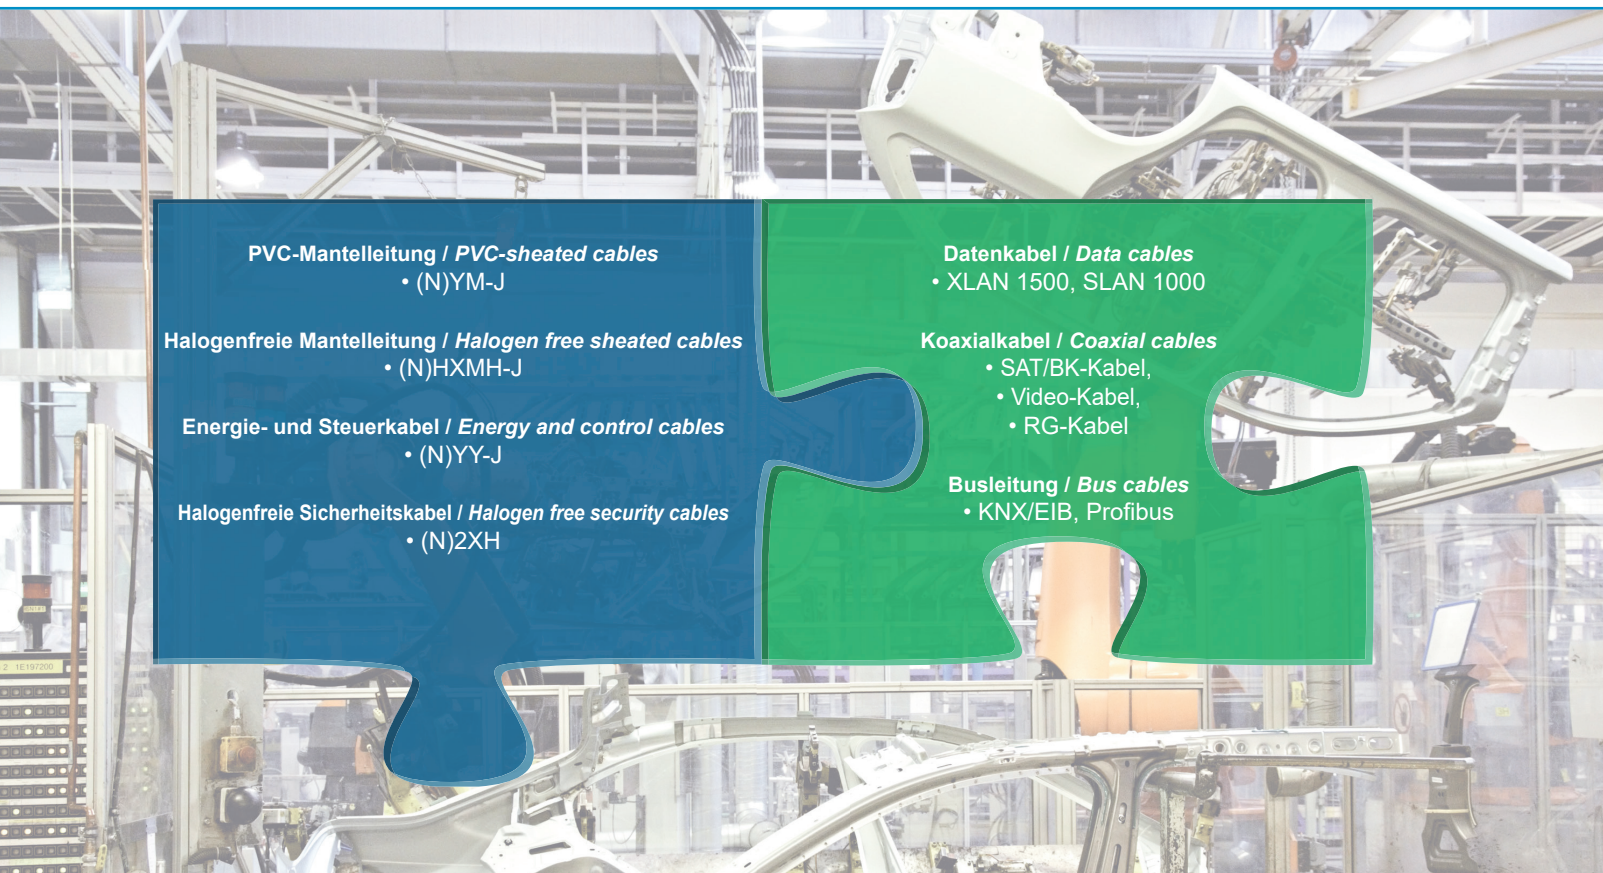 PVC-Mantelleitung / PVC-sheated cables
• (N)YM-J
Halogenfreie Mantelleitung / Halogen free sheated cables
• (N)HXMH-J
Energie- und Steuerkabel / Energy and control cables
• (N)YY-J
Halogenfreie Sicherheitskabel / Halogen free security cables
• (N)2XH
Datenkabel / Data cables
• XLAN 1500, SLAN 1000
Koaxialkabel / Coaxial cables
• SAT/BK-Kabel,
• Video-Kabel,
• RG-Kabel
Busleitung / Bus cables
• KNX/EIB, Profibus
2 1E197200